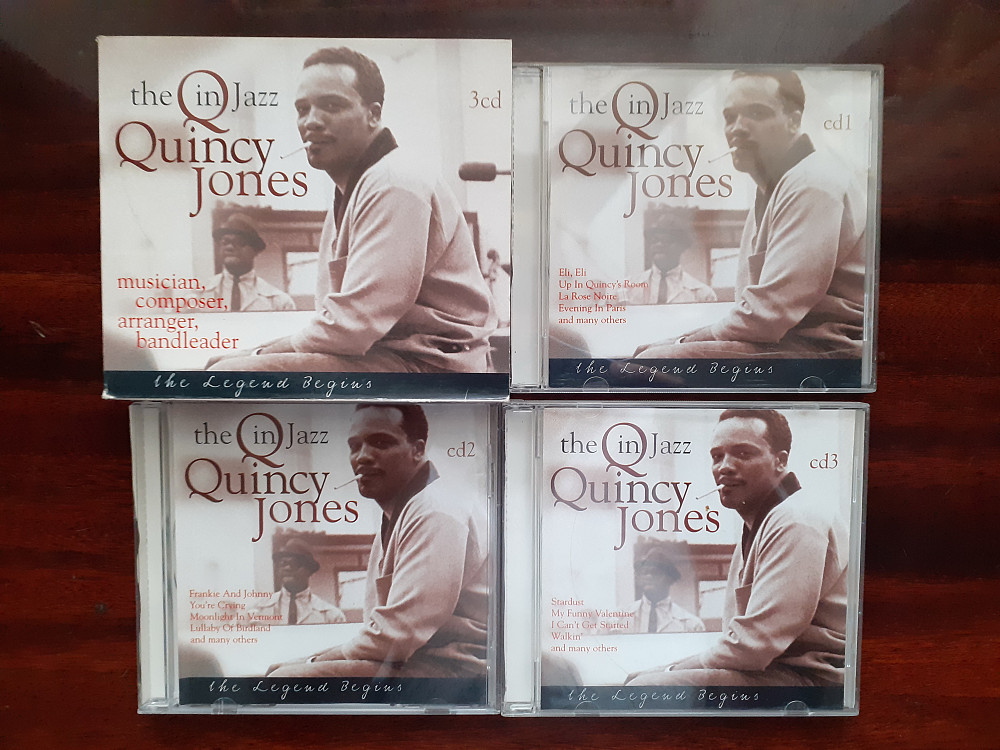 the Q in Jazz
3cd
Quincy
Jones
musician,
composer,
arranger,
bandleader
the Legend Begins
the Q in Jazz
cd1
Quincy
Jones
Eli, Eli
Up In Quincy's Room
La Rose Noire
Evening In Paris
and many others
the Legend Begins
the Q in Jazz
cd2
Quincy
Jones
Frankie And Johnny
You're Crying
Moonlight In Vermont
Lullaby Of Birdland
and many others
the Legend Begins
the Q in Jazz
cd3
Quincy
Jones
Stardust
My Funny Valentine
I Can't Get Started
Walkin'
and many others
the Legend Begins